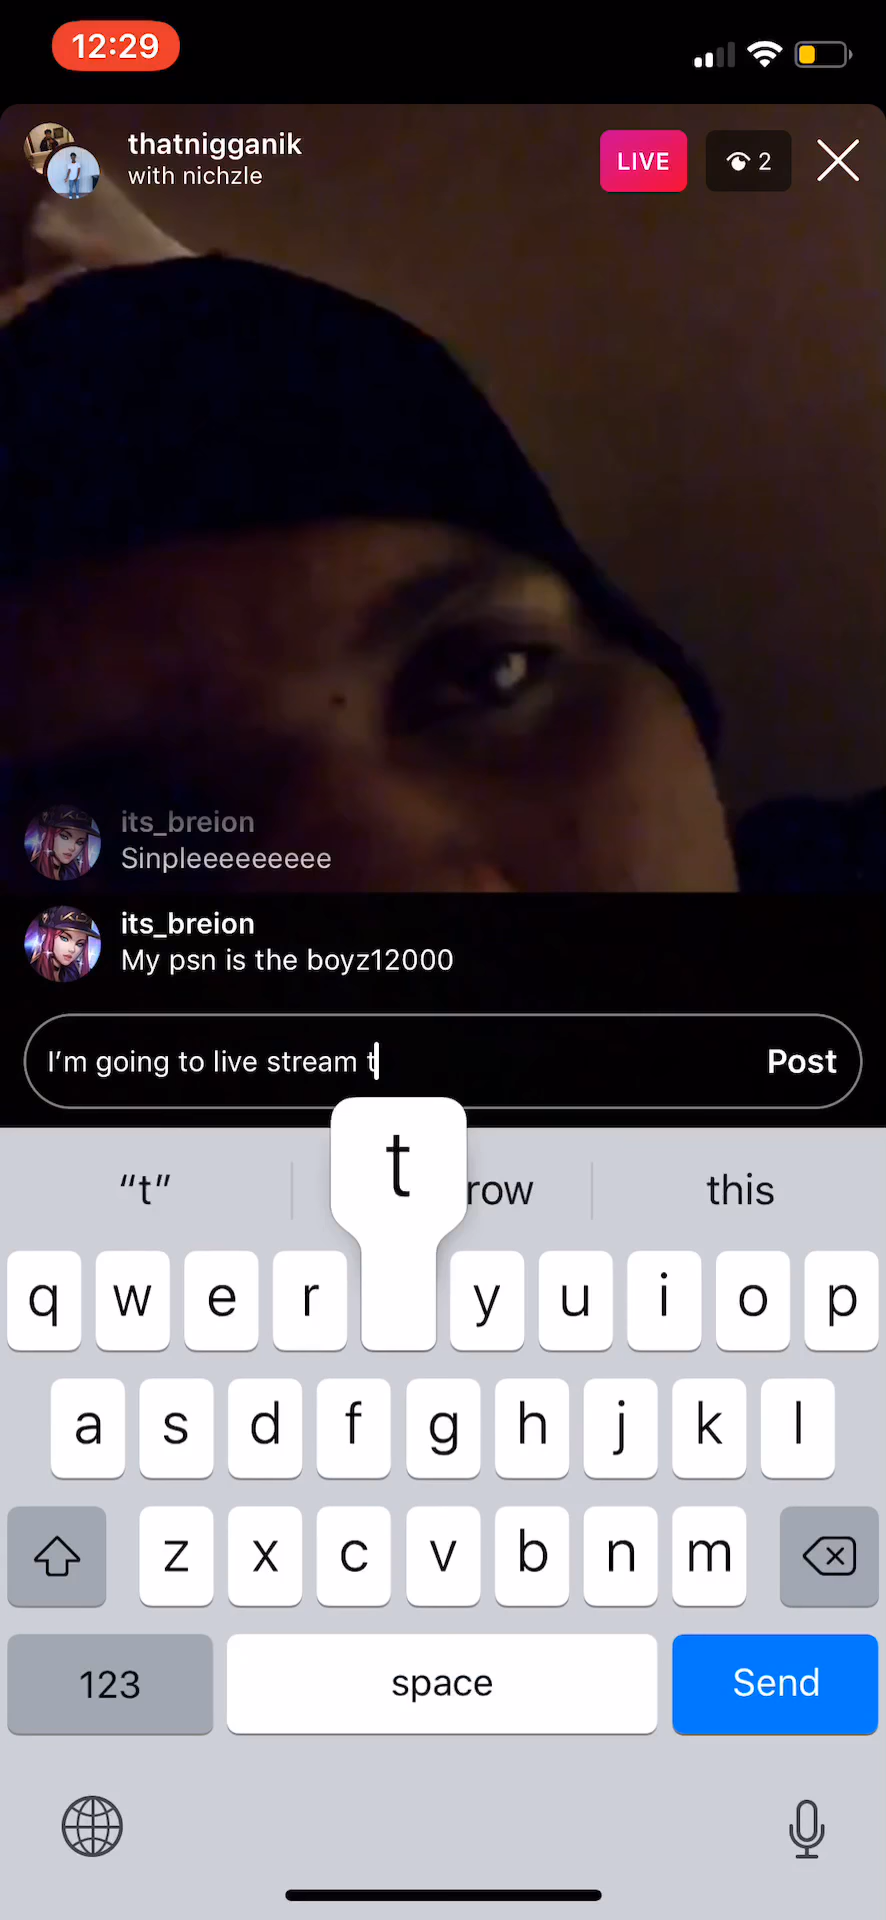 12:29
thatnigganik
with nichzle
LIVE
2
its_breion
Sinpleeeeeeeee
its_breion
My psn is the boyz12000
I'm going to live stream t
Post
t
“t”
row
this
q w e r y u i o p
a s d f g h j k l
z x c v b n m
123
space
Send